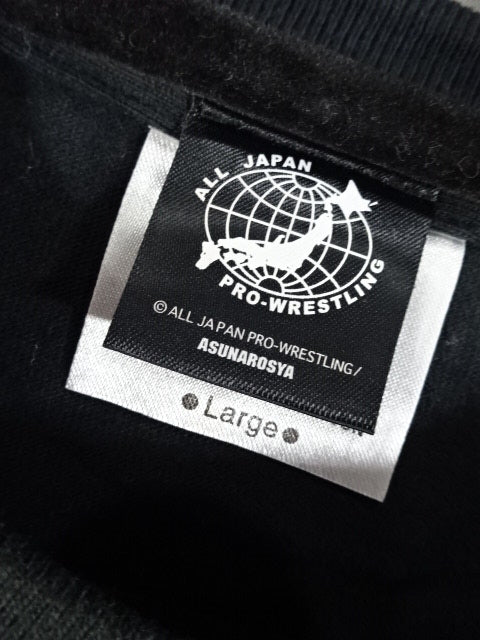 ALL JAPAN
PRO-WRESTLING
© ALL JAPAN PRO-WRESTLING/
ASUNAROSYA
● Large ●